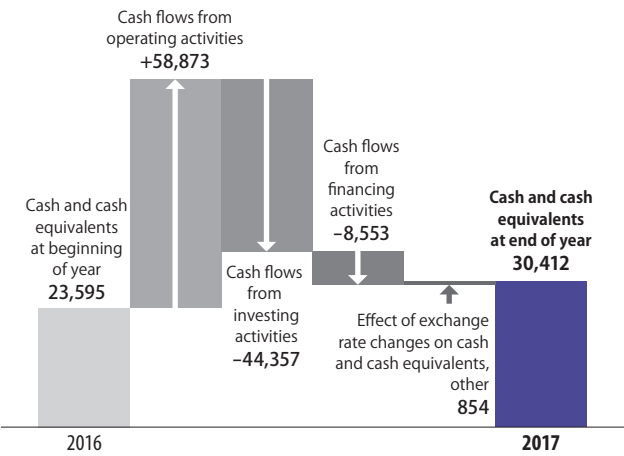 Cash flows from
operating activities
+58,873
Cash and cash
equivalents
at beginning
of year
23,595
Cash flows
from
investing
activities
–44,357
Cash flows
from
financing
activities
–8,553
Effect of exchange
rate changes on cash
and cash equivalents,
other
854
Cash and cash
equivalents
at end of year
30,412
2016
2017